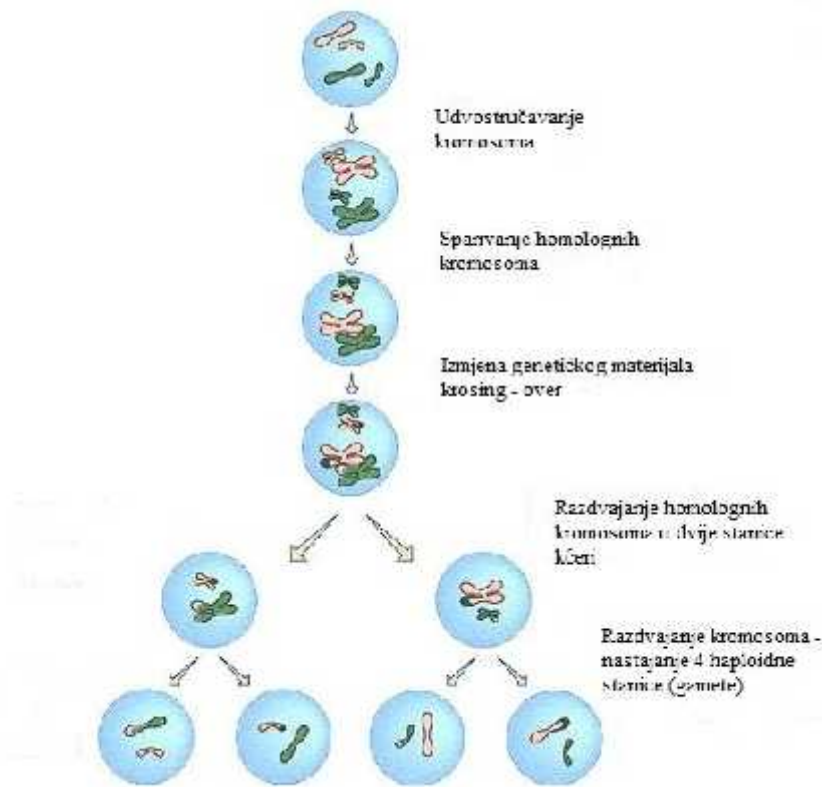 Udvostručavanje
kromosoma
Sparivanje homolognih
kromosoma
Izmjena genetičkog materijala
krosing - over
Razdvajanje homolognih
kromosoma u dvije stanice
kćeri
Razdvajanje kromosoma -
nastajanje 4 haploidne
stanice (gamete)